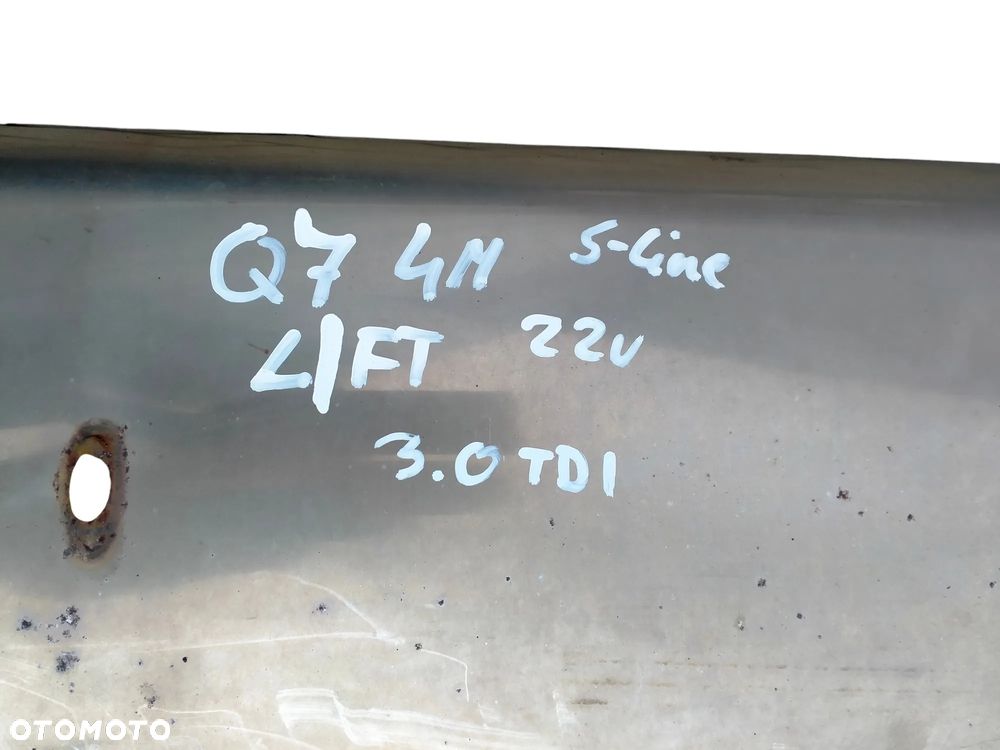 Q7 4M S-Line
LIFT 22v
3.0 TDI
OTOMOTO